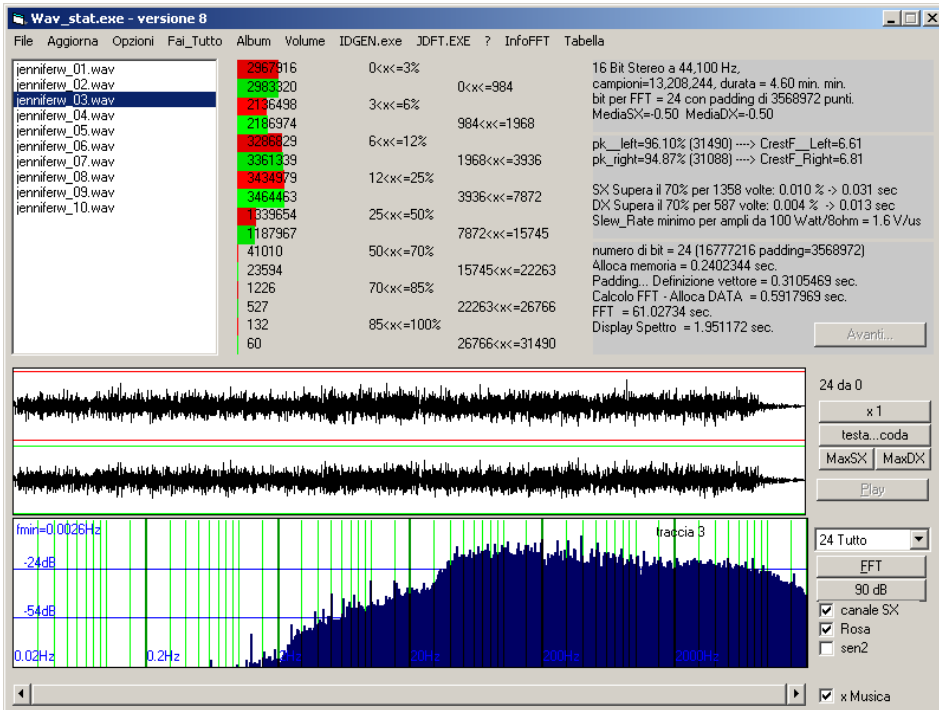 Wav_stat.exe - versione 8
File Aggiorna Opzioni Fai_Tutto Album Volume IDGEN.exe JDFT.EXE ? InfoFFT Tabella
jenniferw_01.wav
jenniferw_02.wav
jenniferw_03.wav
jenniferw_04.wav
jenniferw_05.wav
jenniferw_06.wav
jenniferw_07.wav
jenniferw_08.wav
jenniferw_09.wav
jenniferw_10.wav
2967916 0<x<=3%
2983320 0<x<=984
2136498 3<x<=6%
2186974 984<x<=1968
3286829 6<x<=12%
3361339 1968<x<=3936
3434979 12<x<=25%
3464463 3936<x<=7872
1339654 25<x<=50%
1187967 7872<x<=15745
41010 50<x<=70%
23594 15745<x<=22263
1226 70<x<=85%
527 22263<x<=26766
132 85<x<=100%
60 26766<x<=31490
16 Bit Stereo a 44,100 Hz,
campioni=13,208,244, durata = 4.60 min. min.
bit per FFT = 24 con padding di 3568972 punti.
MediaSX=-0.50 MediaDX=-0.50
pk__left=96.10% (31490) ----> CrestF__Left=6.61
pk_right=94.87% (31088) ----> CrestF_Right=6.81
SX Supera il 70% per 1358 volte: 0.010 % -> 0.031 sec
DX Supera il 70% per 587 volte: 0.004 % -> 0.013 sec
Slew_Rate minimo per ampli da 100 Watt/8ohm = 1.6 V/us
numero di bit = 24 (16777216 padding=3568972)
Alloca memoria = 0.2402344 sec.
Padding... Definizione vettore = 0.3105469 sec.
Calcolo FFT - Alloca DATA = 0.5917969 sec.
FFT = 61.02734 sec.
Display Spettro = 1.951172 sec.
Avanti...
24 da 0
x 1
testa...coda
MaxSX MaxDX
Play
fmin=0.0026Hz traccia 3
-24dB
-54dB
0.02Hz 0.2Hz 2Hz 20Hz 200Hz 2000Hz
24 Tutto
FFT
90 dB
canale SX
Rosa
sen2
x Musica